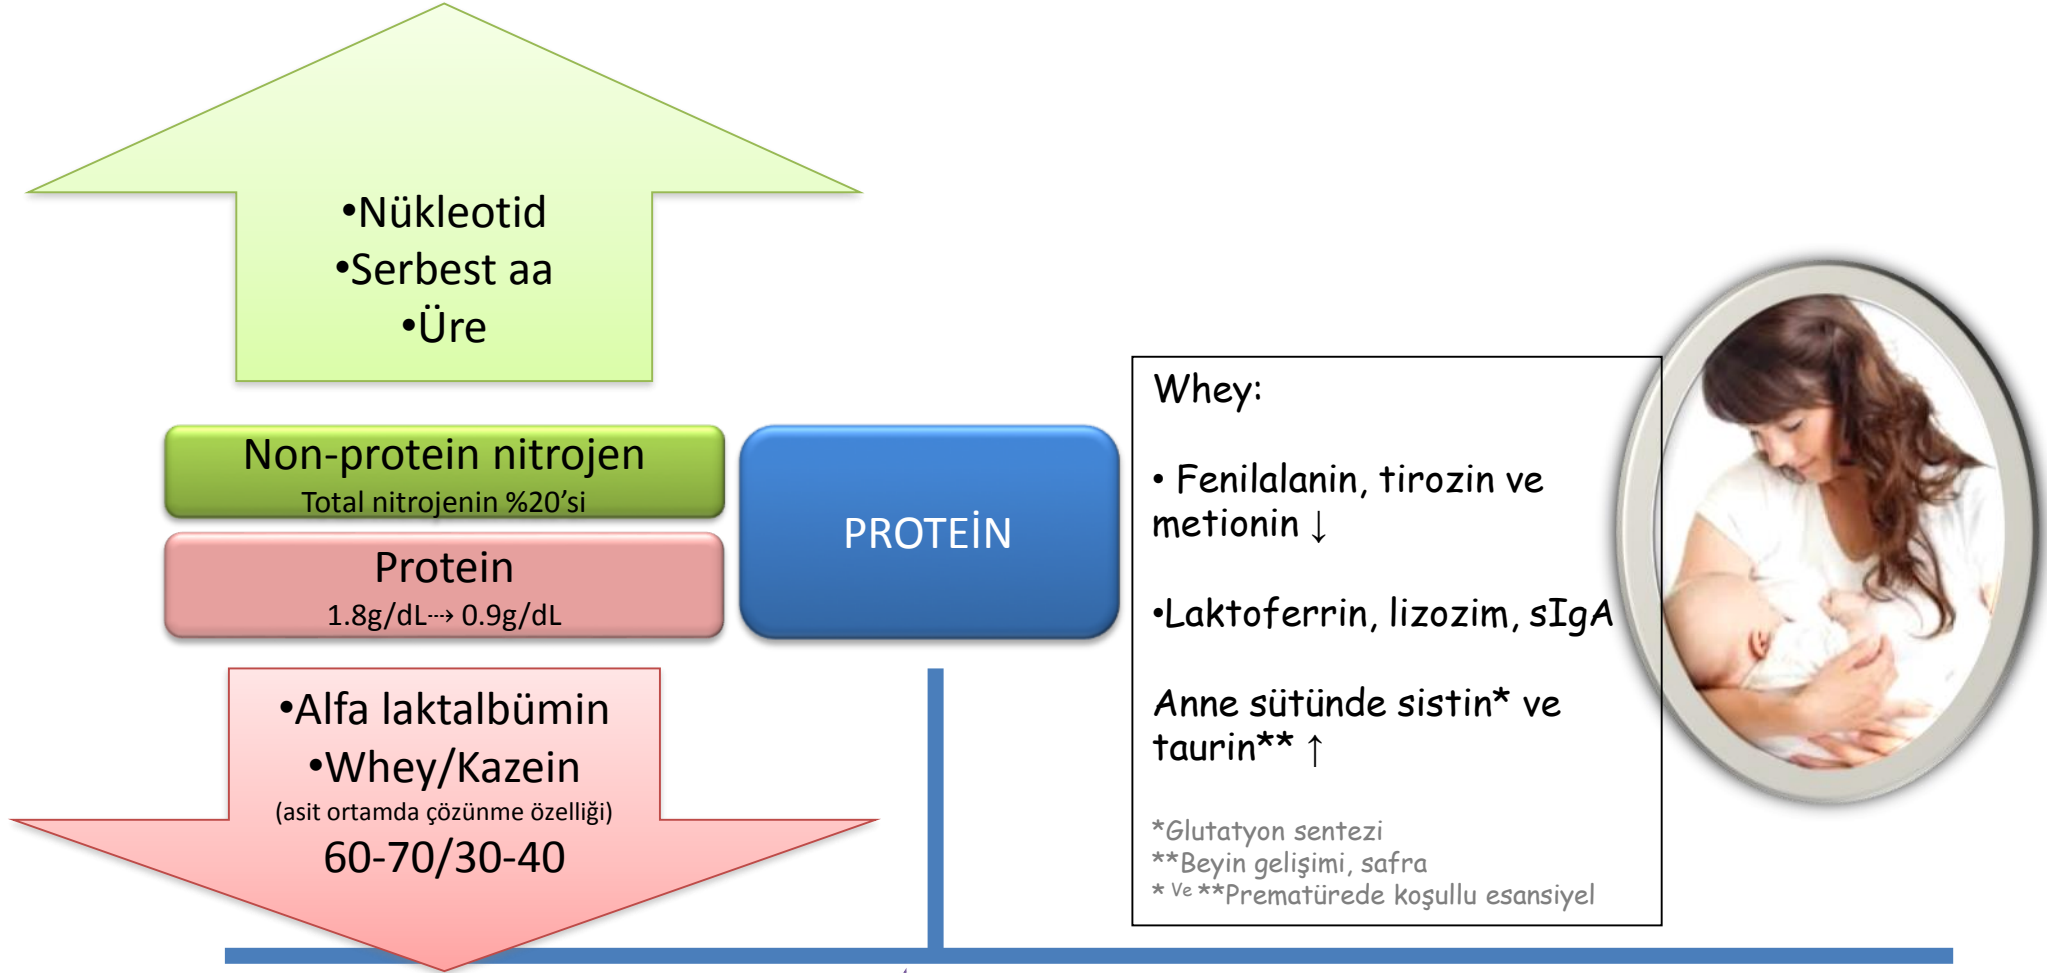 •Nükleotid
•Serbest aa
•Üre
Non-protein nitrojen
Total nitrojenin %20'si
Protein
1.8g/dL⤑ 0.9g/dL
•Alfa laktalbümin
•Whey/Kazein
(asit ortamda çözünme özelliği)
60-70/30-40
PROTEİN
Whey:
• Fenilalanin, tirozin ve
metionin ↓
•Laktoferrin, lizozim, sIgA
Anne sütünde sistin* ve
taurin** ↑
*Glutatyon sentezi
**Beyin gelişimi, safra
* Ve **Prematürede koşullu esansiyel